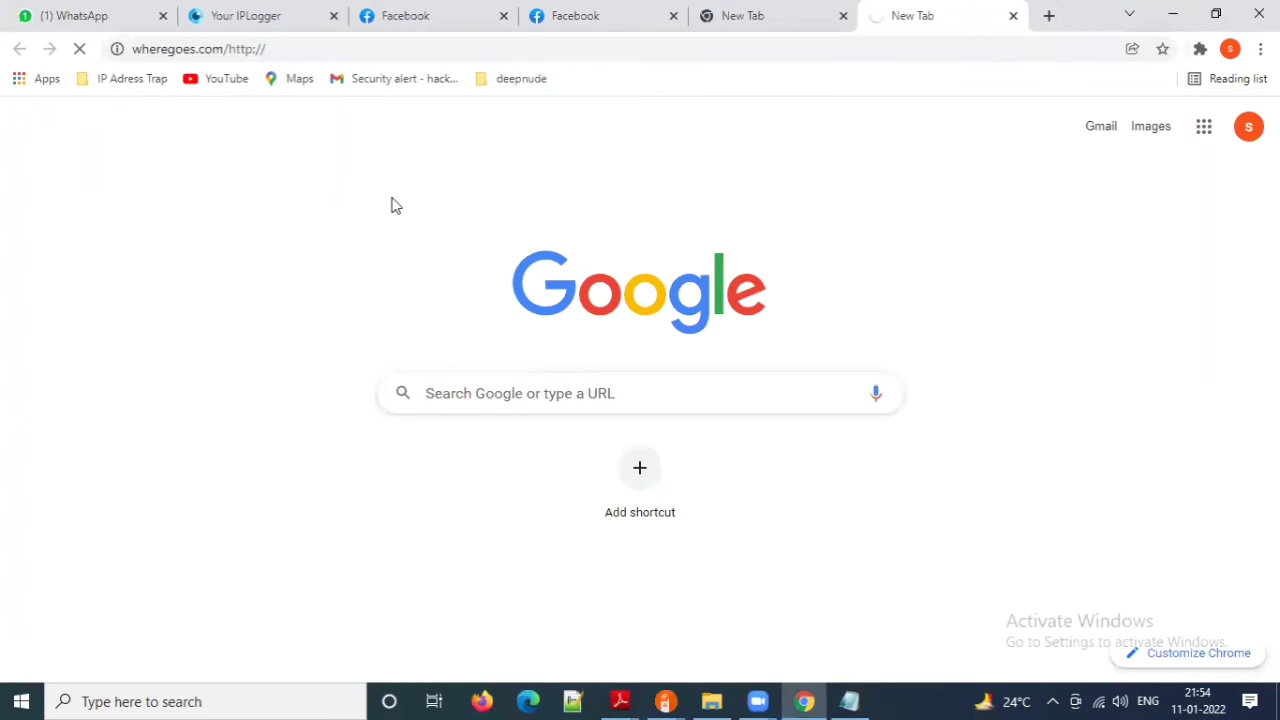 (1) WhatsApp
Your IPLogger
Facebook
Facebook
New Tab
New Tab
wheregoes.com/http://
S
Apps
IP Adress Trap
YouTube
Maps
Security alert - hack...
deepnude
Reading list
Gmail
Images
S
Google
Search Google or type a URL
Add shortcut
Activate Windows
Go to Settings to activate Windows.
Customize Chrome
Type here to search
24°C
ENG
21:54
11-01-2022